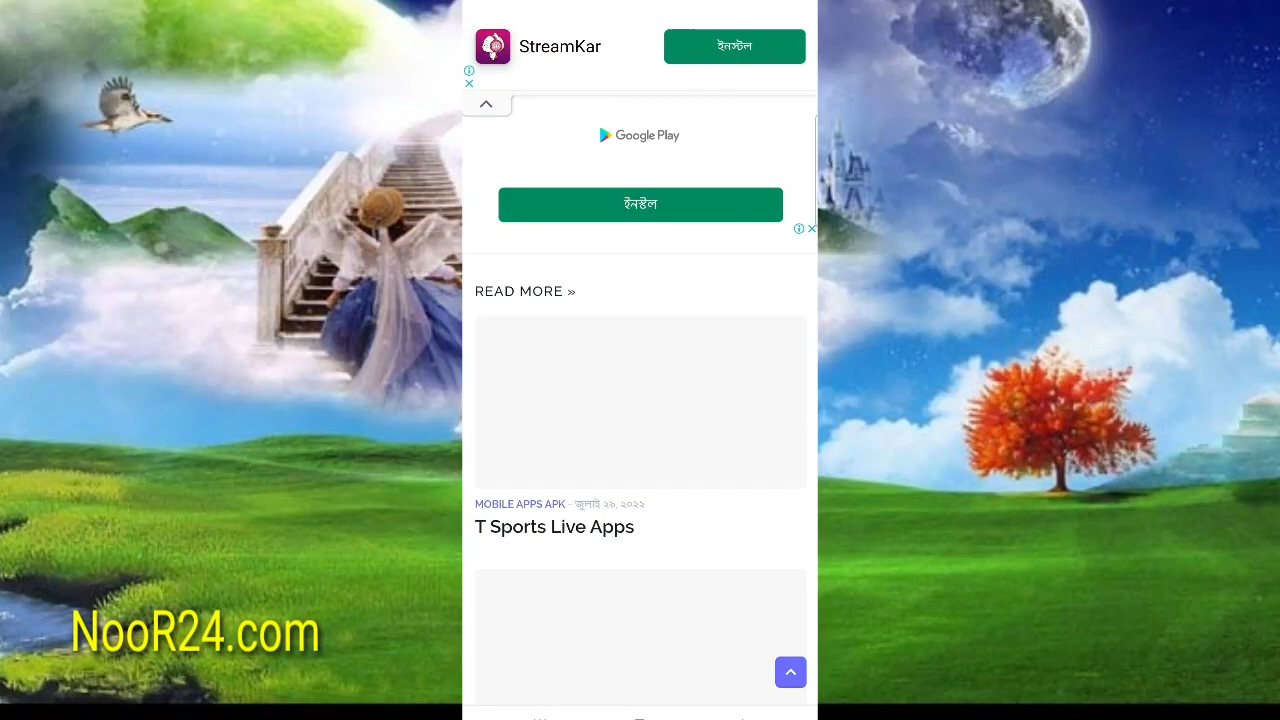 StreamKar
ইনস্টল
Google Play
ইনস্টল
READ MORE »
MOBILE APPS APK - জুলাই ২৯, ২০২২
T Sports Live Apps
NooR24.com